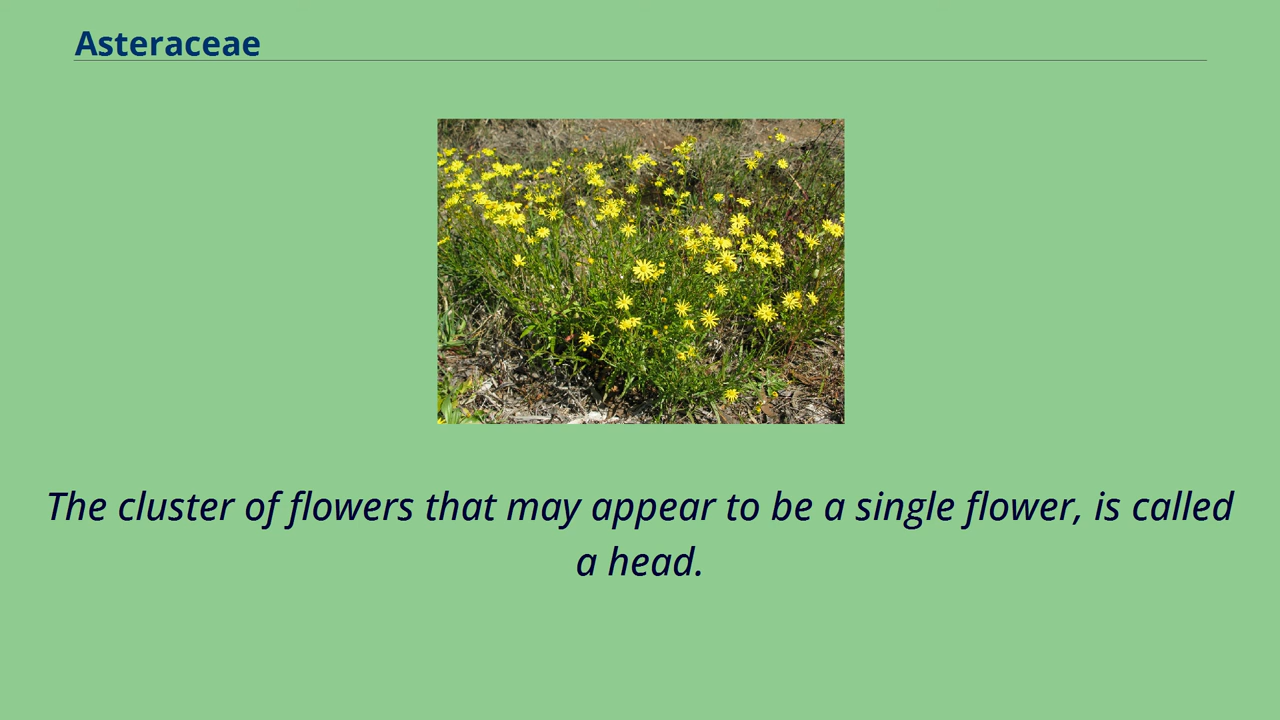 Asteraceae
The cluster of flowers that may appear to be a single flower, is called
a head.